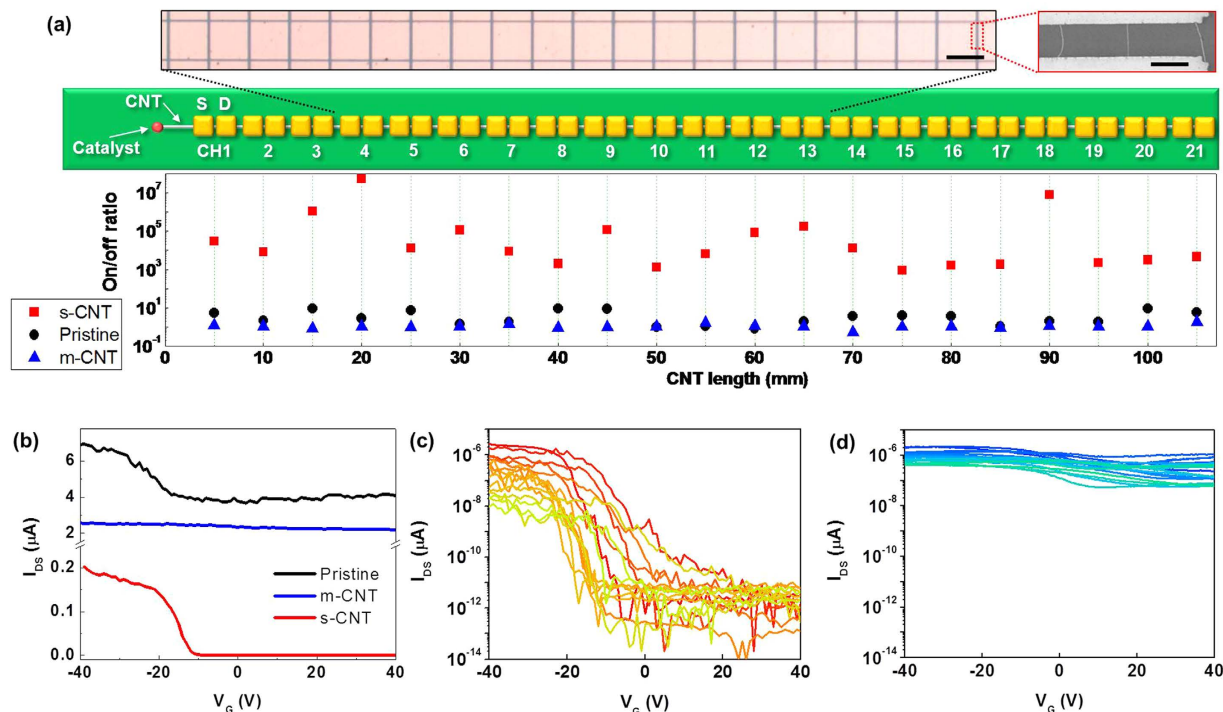 (a)
CNT
S D
Catalyst
CH1 2 3 4 5 6 7 8 9 10 11 12 13 14 15 16 17 18 19 20 21
On/off ratio
10^7
10^5
10^3
10^1
10^-1
s-CNT
Pristine
m-CNT
0 10 20 30 40 50 60 70 80 90 100
CNT length (mm)
(b)
I_DS (μA)
6
4
2
0.2
0.1
0.0
Pristine
m-CNT
s-CNT
-40 -20 0 20 40
V_G (V)
(c)
I_DS (μA)
10^-6
10^-8
10^-10
10^-12
10^-14
-40 -20 0 20 40
V_G (V)
(d)
I_DS (μA)
10^-6
10^-8
10^-10
10^-12
10^-14
-40 -20 0 20 40
V_G (V)